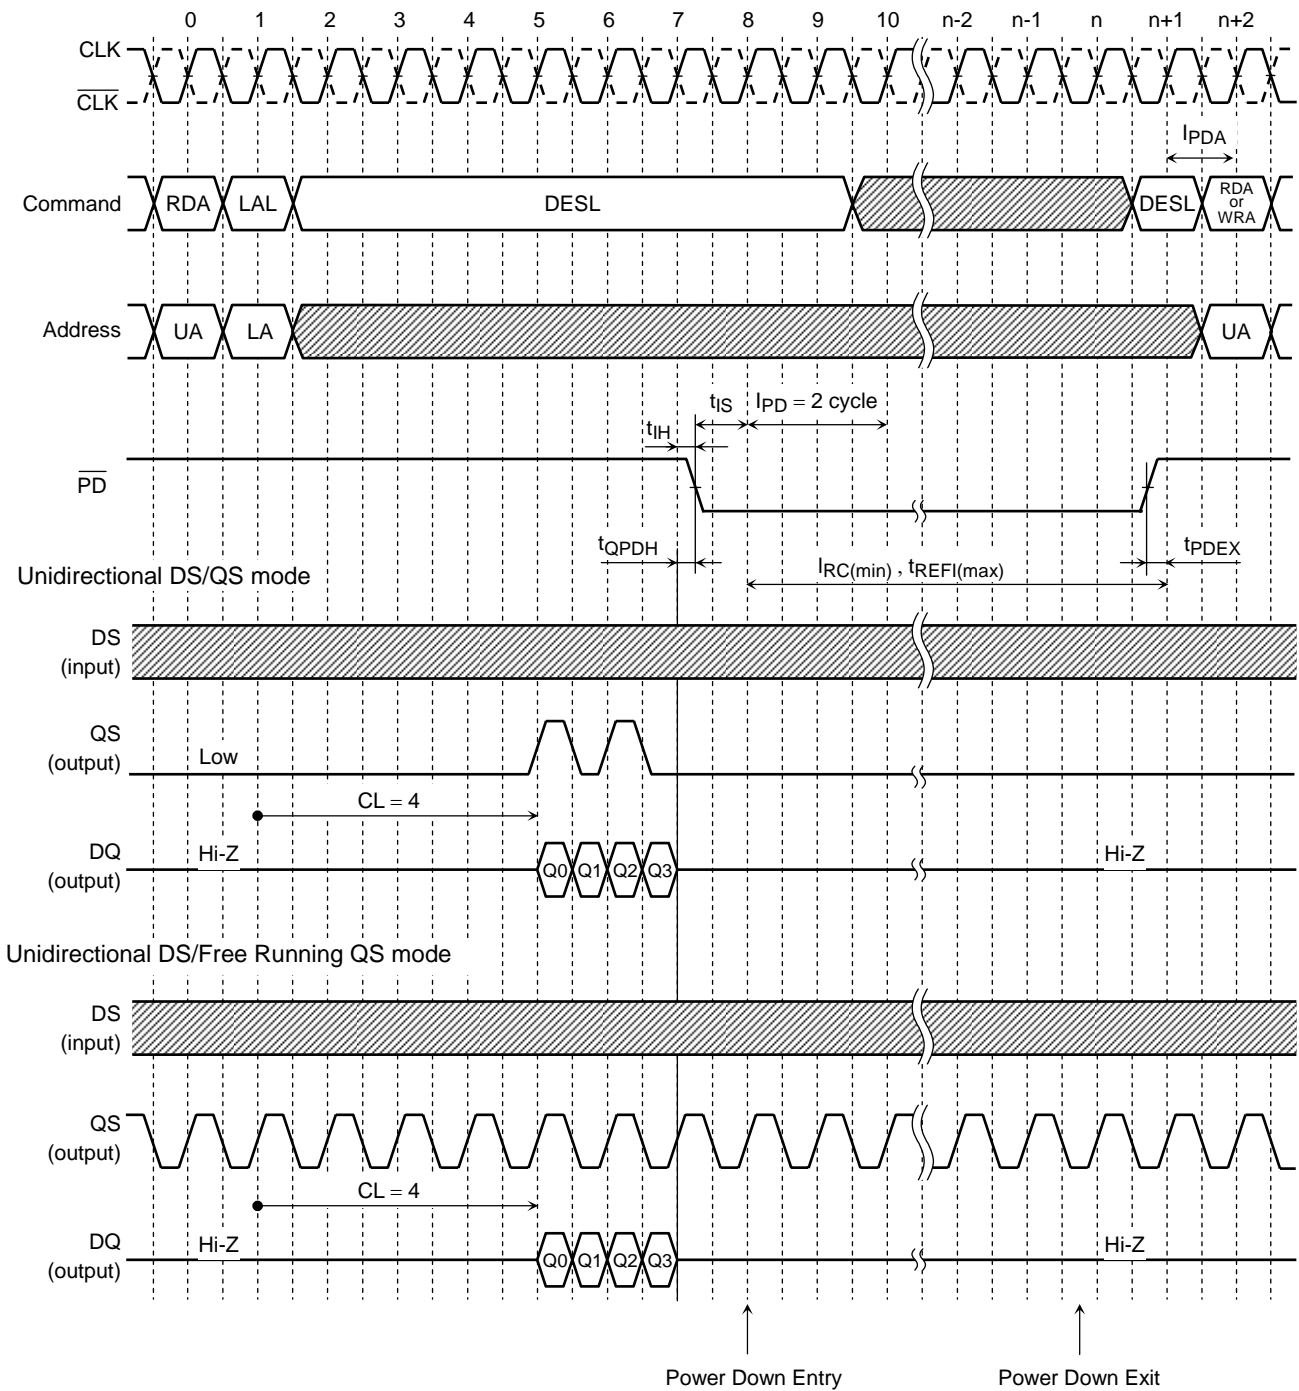 0 1 2 3 4 5 6 7 8 9 10 n-2 n-1 n n+1 n+2
CLK
CLK
IPDA
Command RDA LAL DESL DESL RDA or WRA
Address UA LA UA
tIS IPD = 2 cycle
tIH
PD
tQPDH tPDEX
IRC(min) , tREFI(max)
Unidirectional DS/QS mode
DS
(input)
QS
(output) Low
CL = 4
DQ
(output) Hi-Z Q0 Q1 Q2 Q3 Hi-Z
Unidirectional DS/Free Running QS mode
DS
(input)
QS
(output)
CL = 4
DQ
(output) Hi-Z Q0 Q1 Q2 Q3 Hi-Z
Power Down Entry Power Down Exit